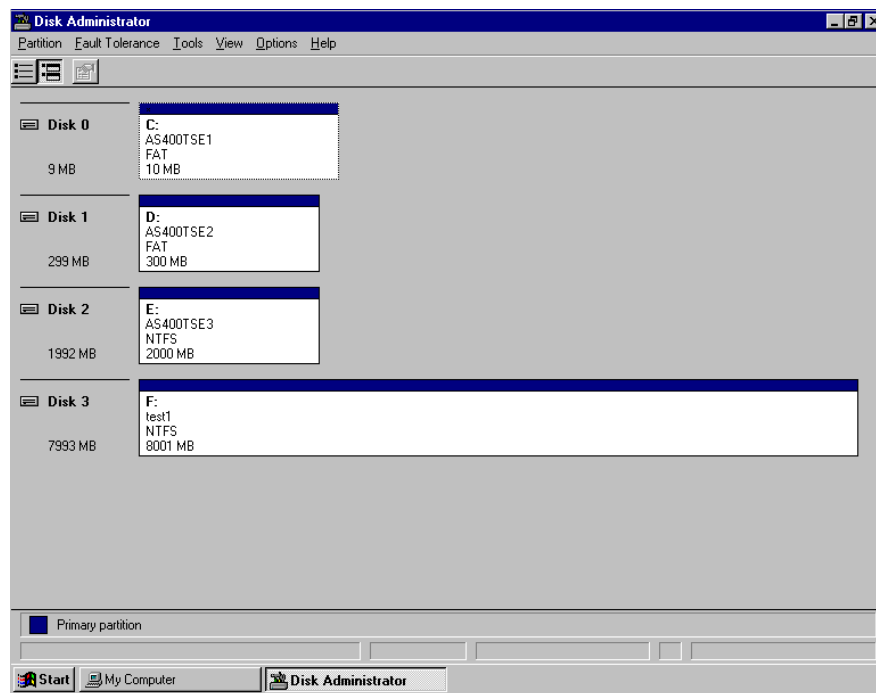 Disk Administrator
Partition Fault Tolerance Tools View Options Help
Disk 0
9 MB
C:
AS400TSE1
FAT
10 MB
Disk 1
299 MB
D:
AS400TSE2
FAT
300 MB
Disk 2
1992 MB
E:
AS400TSE3
NTFS
2000 MB
Disk 3
7993 MB
F:
test1
NTFS
8001 MB
Primary partition
Start My Computer Disk Administrator